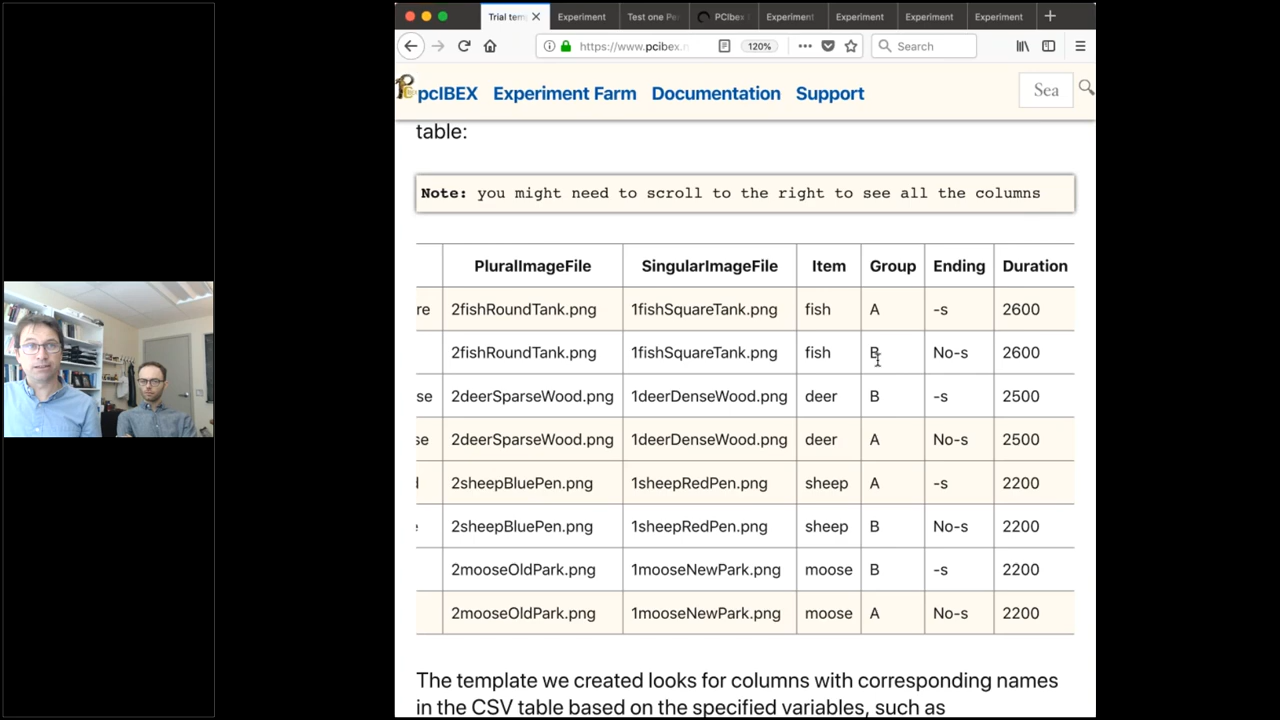 Trial tem
Experiment
Test one Pe
PCIbex
Experiment
Experiment
Experiment
Experiment
https://www.pcibex.
120%
Search
pcIBEX Experiment Farm Documentation Support
Sea
table:
Note: you might need to scroll to the right to see all the columns
PluralImageFile SingularImageFile Item Group Ending Duration
re 2fishRoundTank.png 1fishSquareTank.png fish A -s 2600
2fishRoundTank.png 1fishSquareTank.png fish B No-s 2600
se 2deerSparseWood.png 1deerDenseWood.png deer B -s 2500
se 2deerSparseWood.png 1deerDenseWood.png deer A No-s 2500
2sheepBluePen.png 1sheepRedPen.png sheep A -s 2200
2sheepBluePen.png 1sheepRedPen.png sheep B No-s 2200
2mooseOldPark.png 1mooseNewPark.png moose B -s 2200
2mooseOldPark.png 1mooseNewPark.png moose A No-s 2200
The template we created looks for columns with corresponding names
in the CSV table based on the specified variables, such as